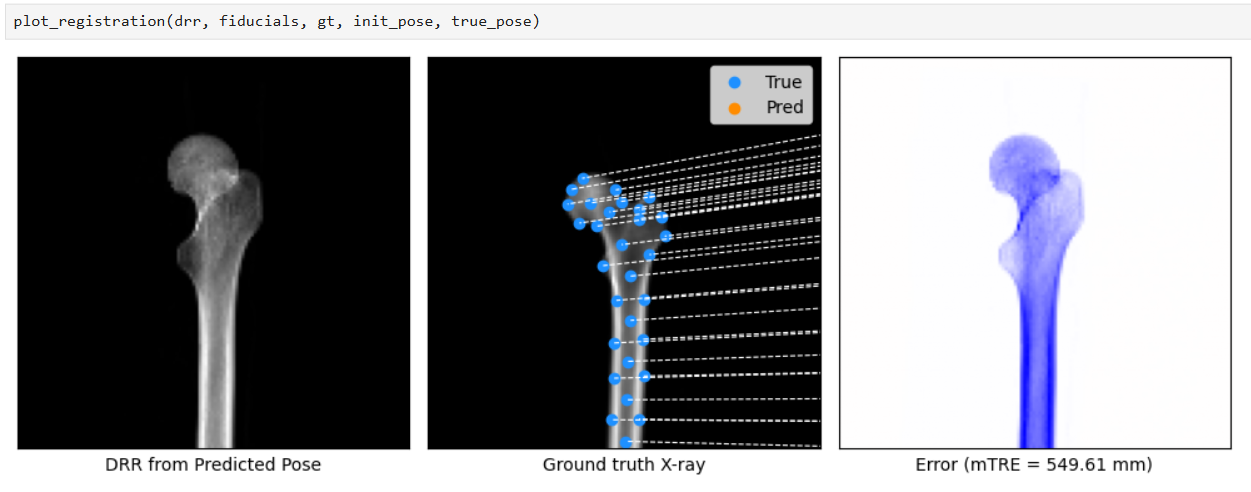 plot_registration(drr, fiducials, gt, init_pose, true_pose)
True
Pred
DRR from Predicted Pose
Ground truth X-ray
Error (mTRE = 549.61 mm)